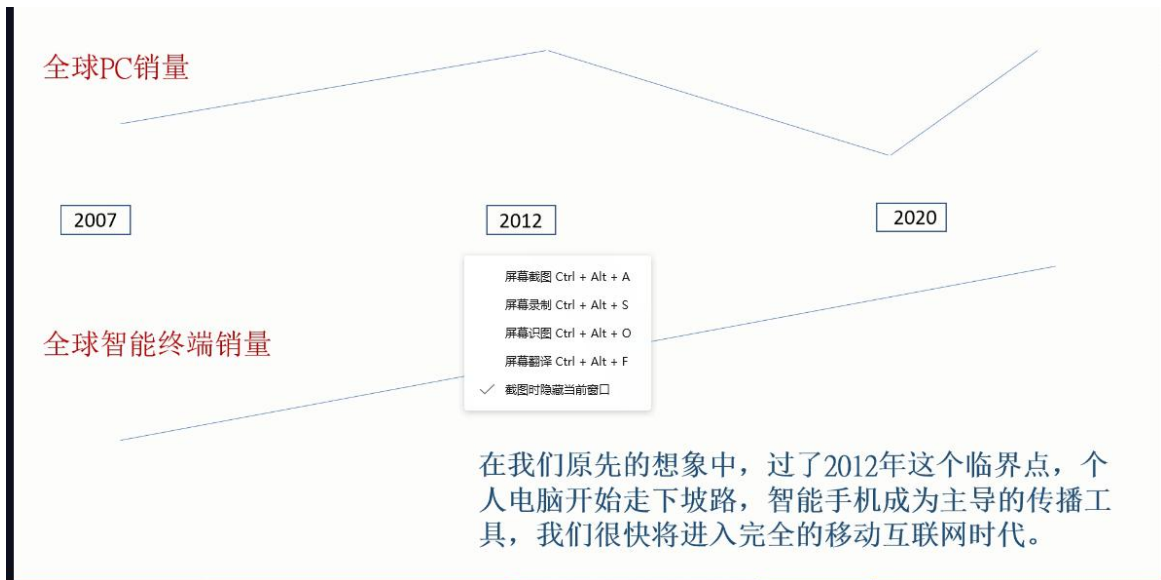 全球PC销量
2007
2012
2020
屏幕截图 Ctrl + Alt + A
屏幕录制 Ctrl + Alt + S
屏幕识图 Ctrl + Alt + O
屏幕翻译 Ctrl + Alt + F
截图时隐藏当前窗口
全球智能终端销量
在我们原先的想象中，过了2012年这个临界点，个
人电脑开始走下坡路，智能手机成为主导的传播工
具，我们很快将进入完全的移动互联网时代。